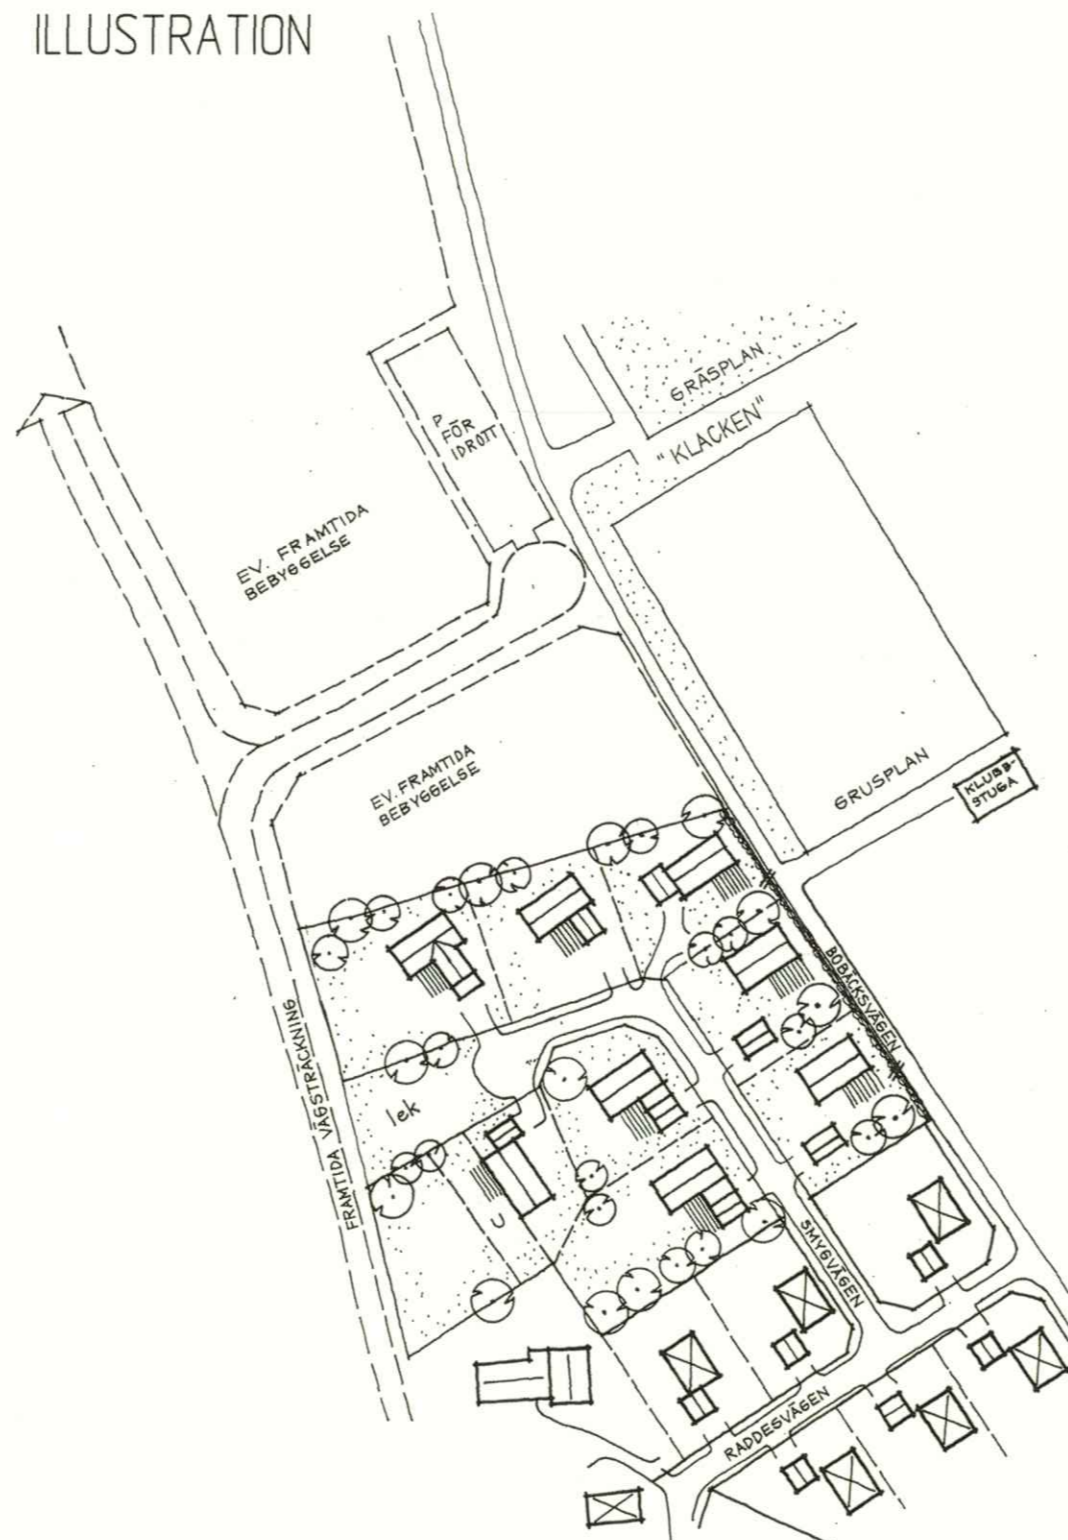 ILLUSTRATION
GRÄSPLAN
"KLACKEN"
P
FÖR
IDROTT
EV. FRAMTIDA
BEBYGGELSE
EV. FRAMTIDA
BEBYGGELSE
GRUSPLAN
KLUBB-
STUGA
BOBÄCKSVÄGEN
FRAMTIDA VÄGSTRÄCKNING
lek
SMYGVÄGEN
RADDESVÄGEN